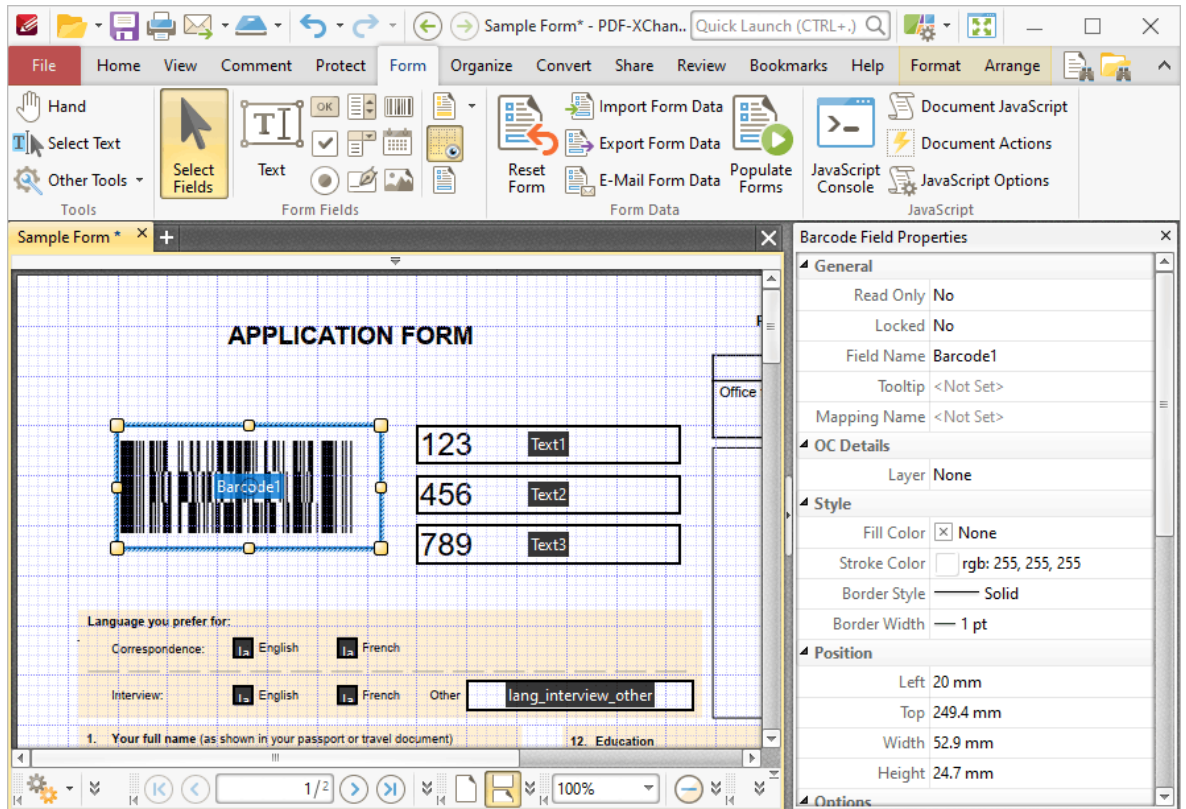 Sample Form* - PDF-XChan..
Quick Launch (CTRL+.)
File Home View Comment Protect Form Organize Convert Share Review Bookmarks Help Format Arrange
Hand
Select Text
Other Tools
Tools
Select Fields
Text
OK
Form Fields
Reset Form
Import Form Data
Export Form Data
E-Mail Form Data
Populate Forms
Form Data
JavaScript Console
Document JavaScript
Document Actions
JavaScript Options
JavaScript
Sample Form *
APPLICATION FORM
Office
Barcode1
123 Text1
456 Text2
789 Text3
Language you prefer for:
Correspondence: la English la French
Interview: la English la French Other lang_interview_other
1. Your full name (as shown in your passport or travel document)
12. Education
1/2
100%
Barcode Field Properties
General
Read Only No
Locked No
Field Name Barcode1
Tooltip <Not Set>
Mapping Name <Not Set>
OC Details
Layer None
Style
Fill Color None
Stroke Color rgb: 255, 255, 255
Border Style Solid
Border Width 1 pt
Position
Left 20 mm
Top 249.4 mm
Width 52.9 mm
Height 24.7 mm
Options